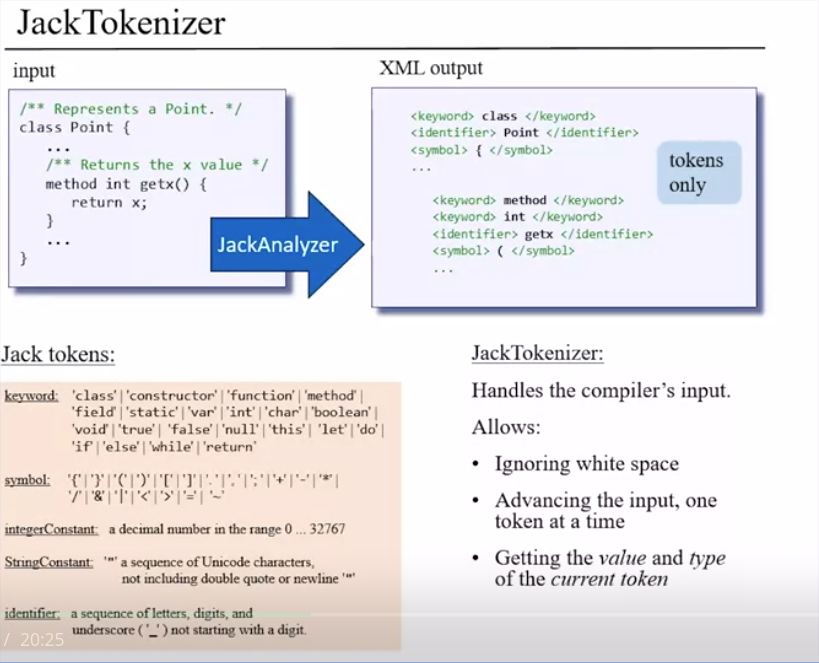 JackTokenizer
input
/** Represents a Point. */
class Point {
...
/** Returns the x value */
method int getx() {
return x;
}
...
}
JackAnalyzer
XML output
<keyword> class </keyword>
<identifier> Point </identifier>
<symbol> { </symbol>
...
<keyword> method </keyword>
<keyword> int </keyword>
<identifier> getx </identifier>
<symbol> ( </symbol>
...
tokens
only
Jack tokens:
keyword: 'class'|'constructor'|'function'|'method'|
'field'|'static'|'var'|'int'|'char'|'boolean'|
'void'|'true'| 'false'|'null'|'this'| 'let'|'do'|
'if'|'else'|'while'|'return'
symbol: '{'|'}'|'('|')'|'['|']'|'.'|','|';'|'+'|'-'|'*'|
'/'|'&'|'|'|'<'|'>'|'='| '~'
integerConstant: a decimal number in the range 0 ... 32767
StringConstant: '"' a sequence of Unicode characters,
not including double quote or newline '"'
identifier: a sequence of letters, digits, and
underscore ( '_' ) not starting with a digit.
/ 20:25
JackTokenizer:
Handles the compiler's input.
Allows:
• Ignoring white space
• Advancing the input, one
token at a time
• Getting the value and type
of the current token